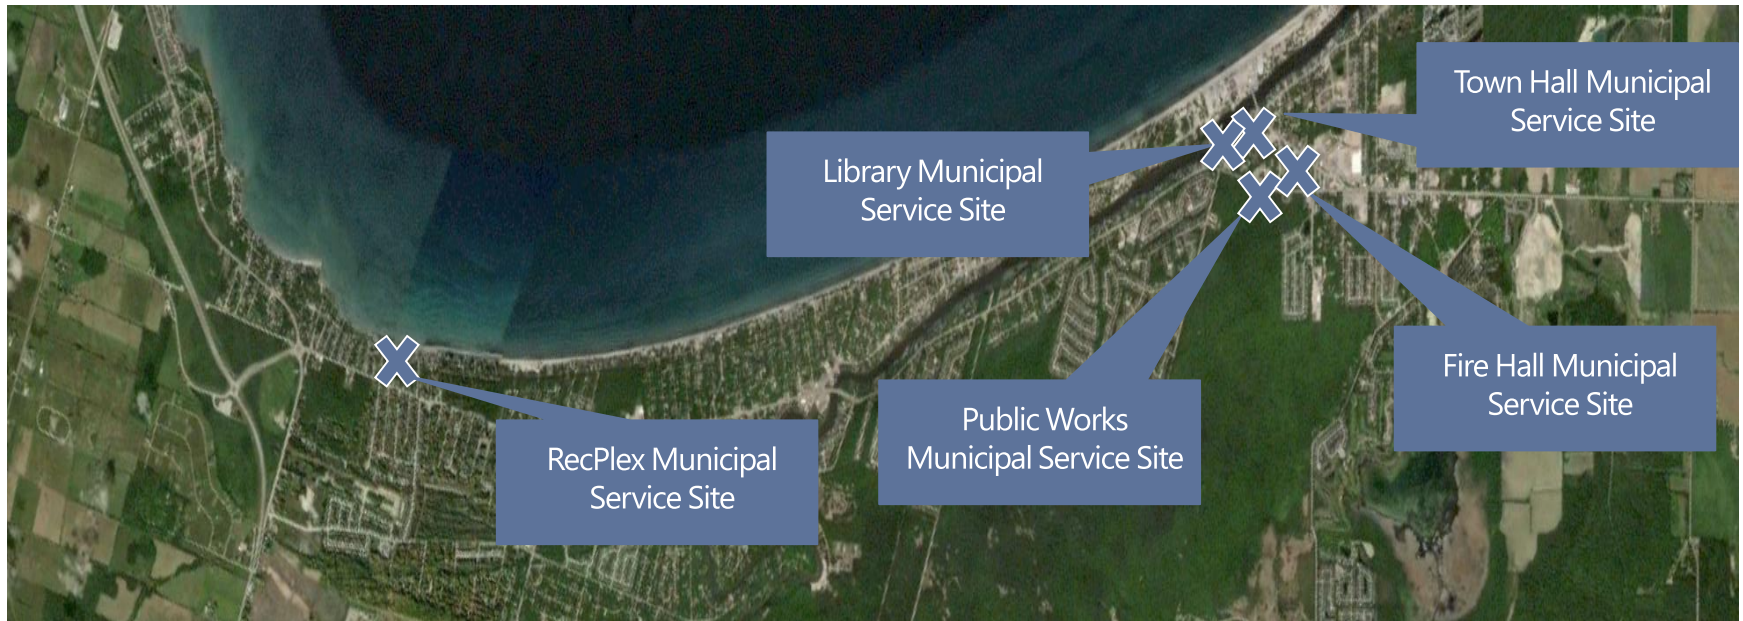 Town Hall Municipal
Service Site
Library Municipal
Service Site
Fire Hall Municipal
Service Site
Public Works
Municipal Service Site
RecPlex Municipal
Service Site